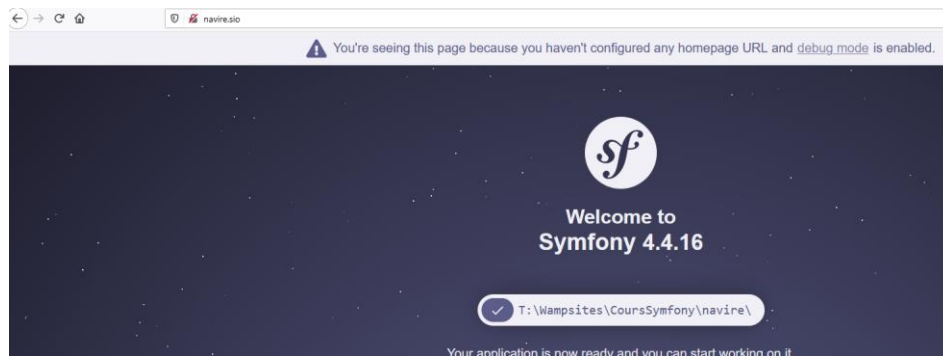 navire.sio
You're seeing this page because you haven't configured any homepage URL and debug mode is enabled.
sf
Welcome to
Symfony 4.4.16
T:\Wampsites\CoursSymfony\navire\
Your application is now ready and you can start working on it